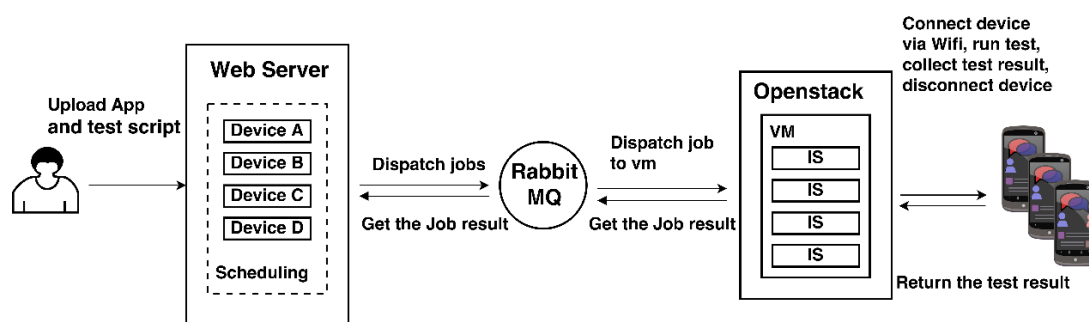 Upload App
and test script
Web Server
Device A
Device B
Device C
Device D
Scheduling
Dispatch jobs
Get the Job result
Rabbit
MQ
Dispatch job
to vm
Get the Job result
Openstack
VM
IS
IS
IS
IS
Connect device
via Wifi, run test,
collect test result,
disconnect device
Return the test result